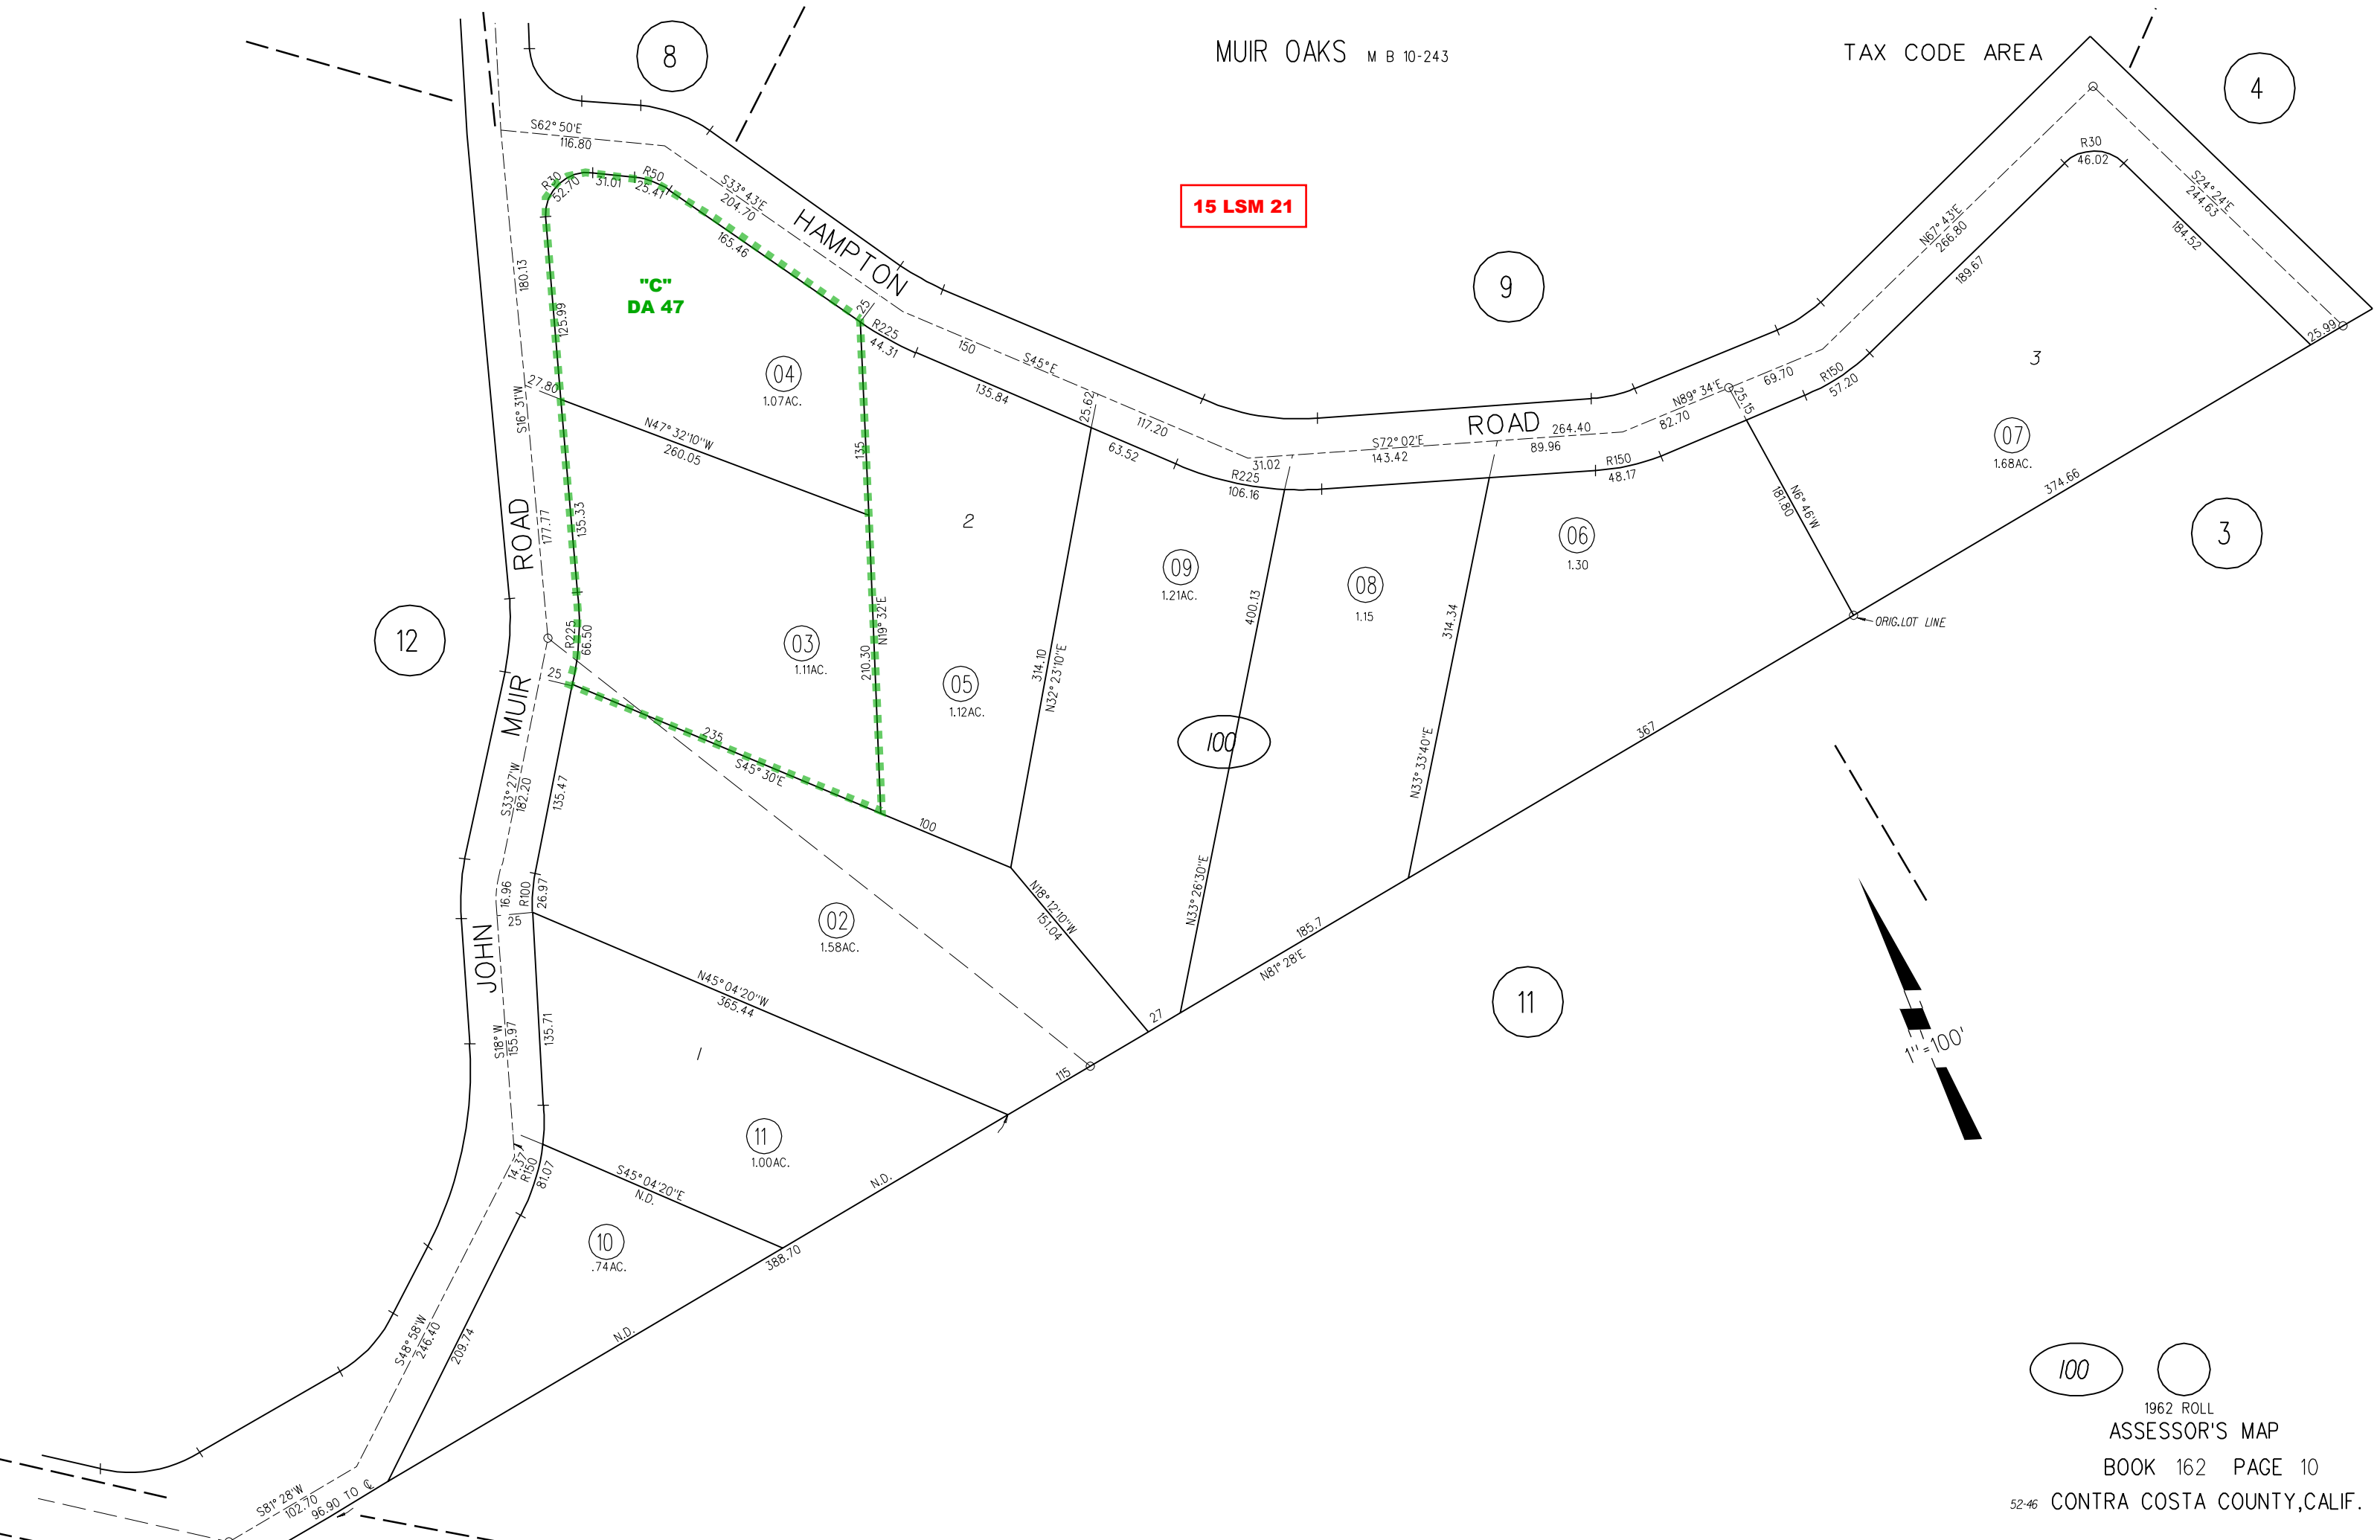 8
MUIR OAKS M B 10-243
TAX CODE AREA
4
S62°50'E
116.80
R30
52.70
31.01
R50
25.41
S33°43'E
204.70
165.46
HAMPTON
15 LSM 21
R30
46.02
S24°24'E
244.63
184.52
N67°43'E
266.80
189.67
180.13
"C"
DA 47
125.99
25
R225
44.31
150
S45°E
9
25.99
3
27.80
04
1.07AC.
135.84
S16°31'W
N47°32'10"W
260.05
135
25.62
117.20
63.52
ROAD
S72°02'E
264.40
143.42
89.96
31.02
R225
106.16
R150
48.17
N89°34'E
82.70
69.70
25.15
R150
57.20
07
1.68AC.
374.66
ROAD
177.77
135.33
2
N6°46'W
181.80
3
06
1.30
09
1.21AC.
08
1.15
400.13
314.34
12
R225
66.50
03
1.11AC.
N19°32'E
210.30
05
1.12AC.
314.10
N32°23'10"E
ORIG.LOT LINE
25
MUIR
235
S45°30'E
100
367
N33°33'40"E
S33°27'W
182.20
135.47
100
N33°26'30"E
16.96
R100
26.97
25
02
1.58AC.
N18°12'10"W
151.04
185.7
N81°28'E
JOHN
N45°04'20"W
365.44
27
11
1"=100'
S18°W
155.97
135.71
1
115
11
1.00AC.
14.37
R150
81.07
S45°04'20"E
N.D.
N.D.
10
.74AC.
388.70
S48°58'W
246.40
209.74
N.D.
100
1962 ROLL
ASSESSOR'S MAP
BOOK 162 PAGE 10
52-46 CONTRA COSTA COUNTY,CALIF.
S81°28'W
102.70
96.90 TO ℄